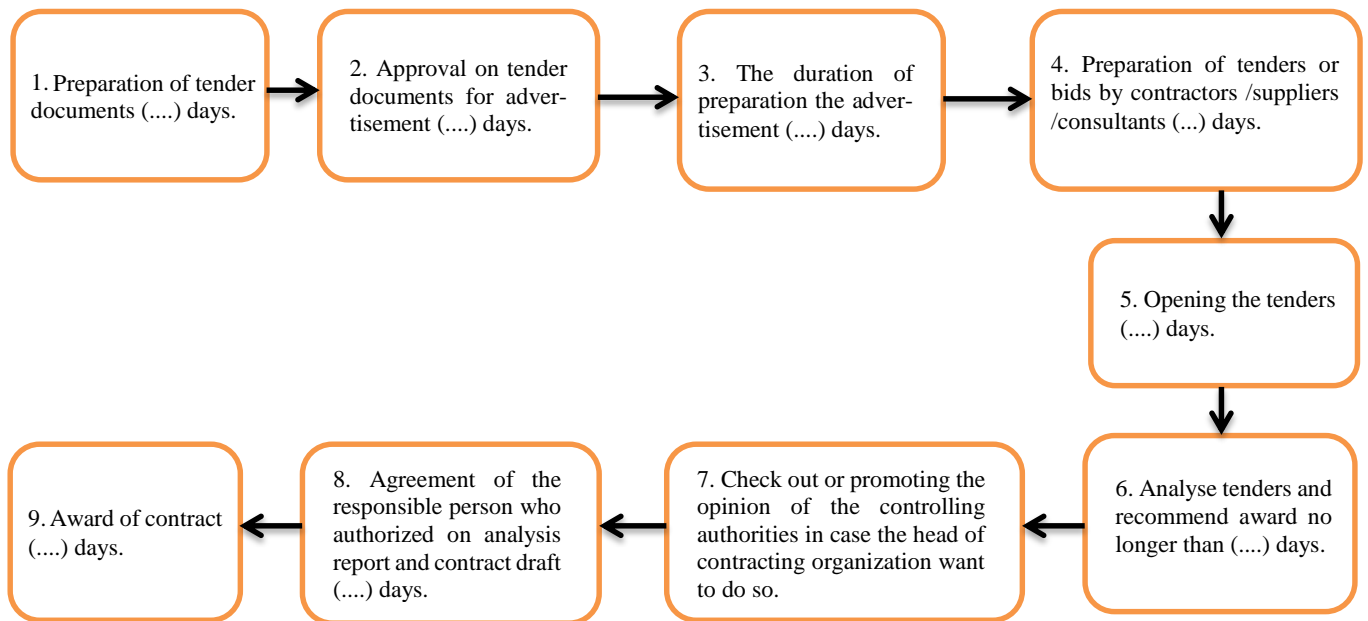 1. Preparation of tender
documents (....) days.
2. Approval on tender
documents for adver-
tisement (....) days.
3. The duration of
preparation the adver-
tisement (....) days.
4. Preparation of tenders or
bids by contractors /suppliers
/consultants (...) days.
5. Opening the tenders
(....) days.
6. Analyse tenders and
recommend award no
longer than (....) days.
7. Check out or promoting the
opinion of the controlling
authorities in case the head of
contracting organization want
to do so.
8. Agreement of the
responsible person who
authorized on analysis
report and contract draft
(....) days.
9. Award of contract
(....) days.